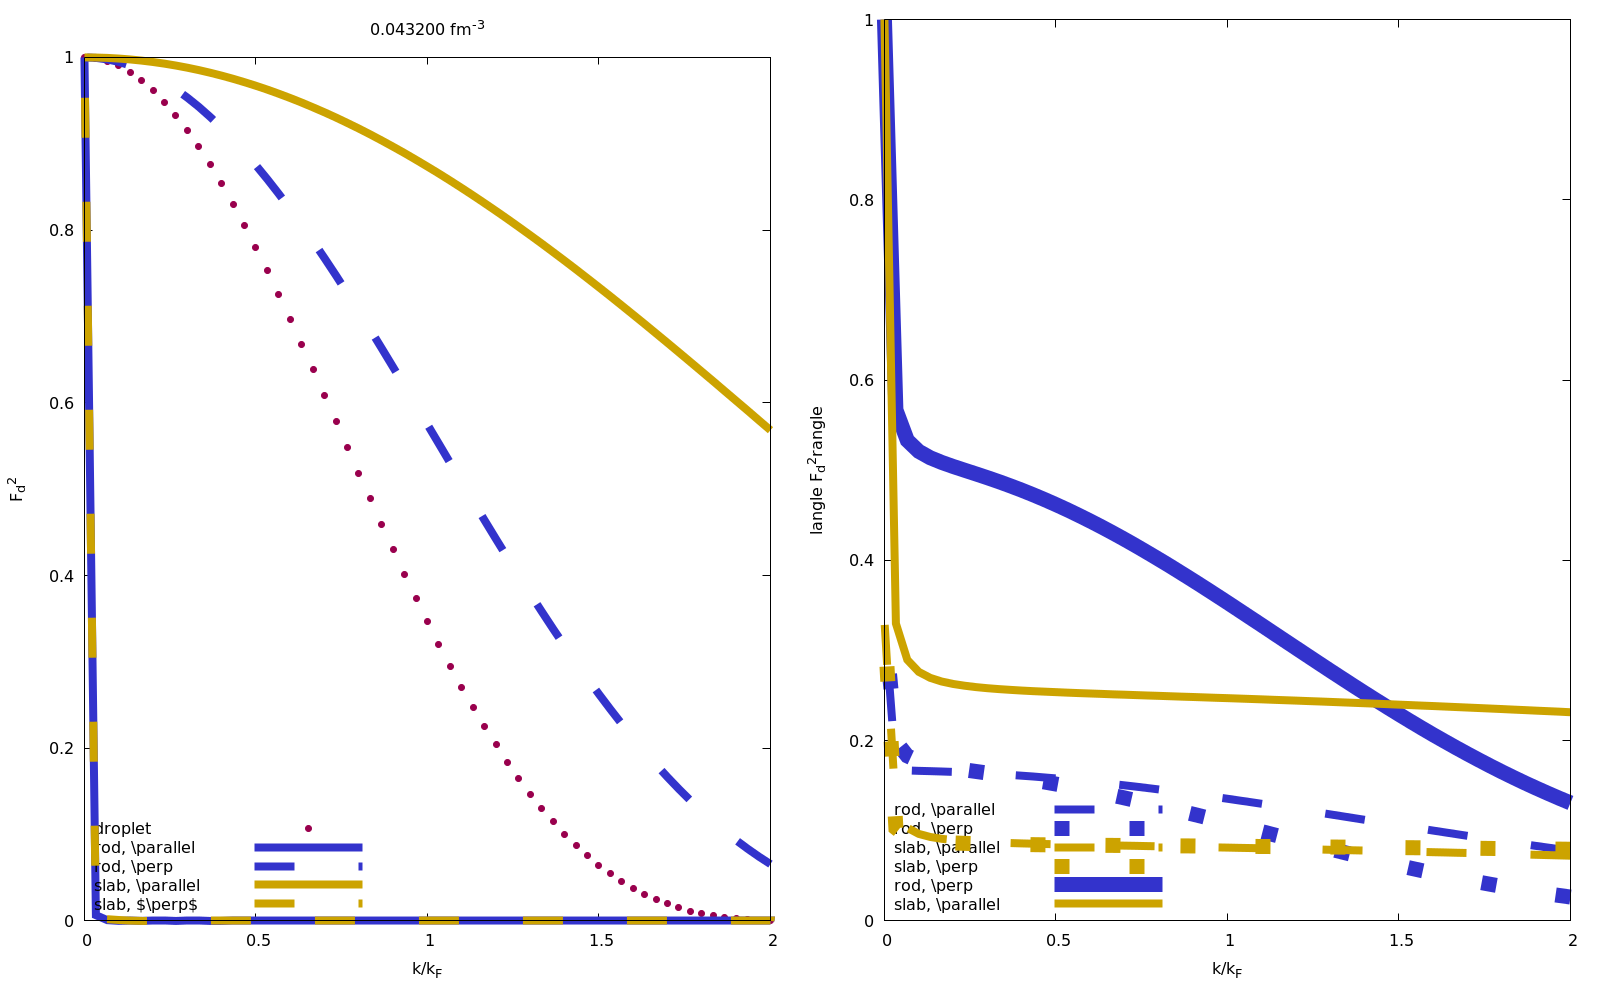 0.043200 fm-3
1
0.8
0.6
0.4
0.2
0
F_d^2
droplet
rod, \parallel
rod, \perp
slab, \parallel
slab, $\perp$
0 0.5 1 1.5 2
k/k_F
1
0.8
0.6
0.4
0.2
0
langle F_d^2rangle
rod, \parallel
rod, \perp
slab, \parallel
slab, \perp
rod, \perp
slab, \parallel
0 0.5 1 1.5 2
k/k_F